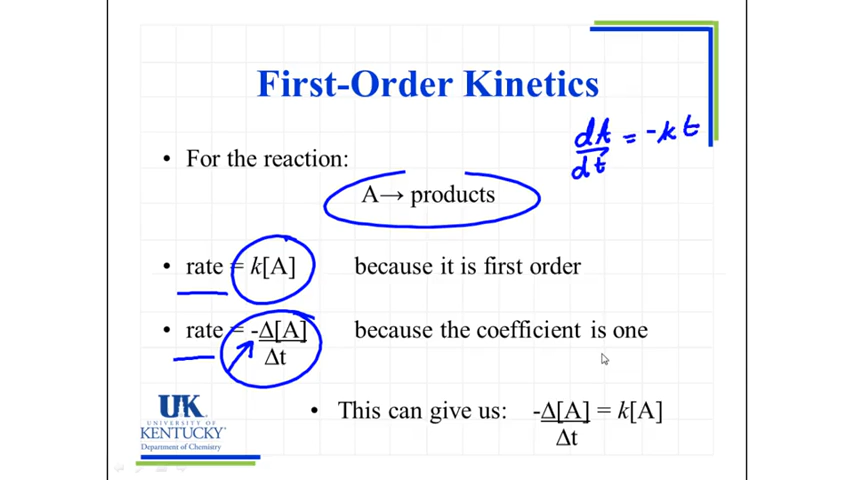 First-Order Kinetics
dA/dt = -kt
• For the reaction:
A→ products
• rate = k[A] because it is first order
• rate = -Δ[A]/Δt because the coefficient is one
• This can give us: -Δ[A]/Δt = k[A]
UK
UNIVERSITY OF
KENTUCKY
Department of Chemistry